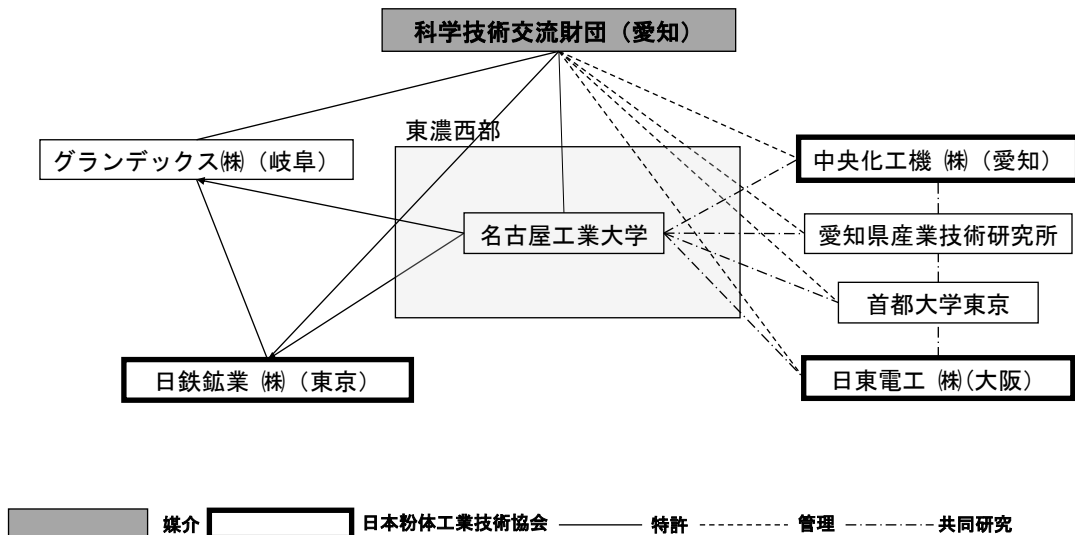 科学技術交流財団（愛知）
東濃西部
グランデックス㈱（岐阜）
中央化工機 ㈱（愛知）
名古屋工業大学
愛知県産業技術研究所
首都大学東京
日鉄鉱業 ㈱（東京）
日東電工 ㈱(大阪)
媒介 日本粉体工業技術協会 特許 管理 共同研究